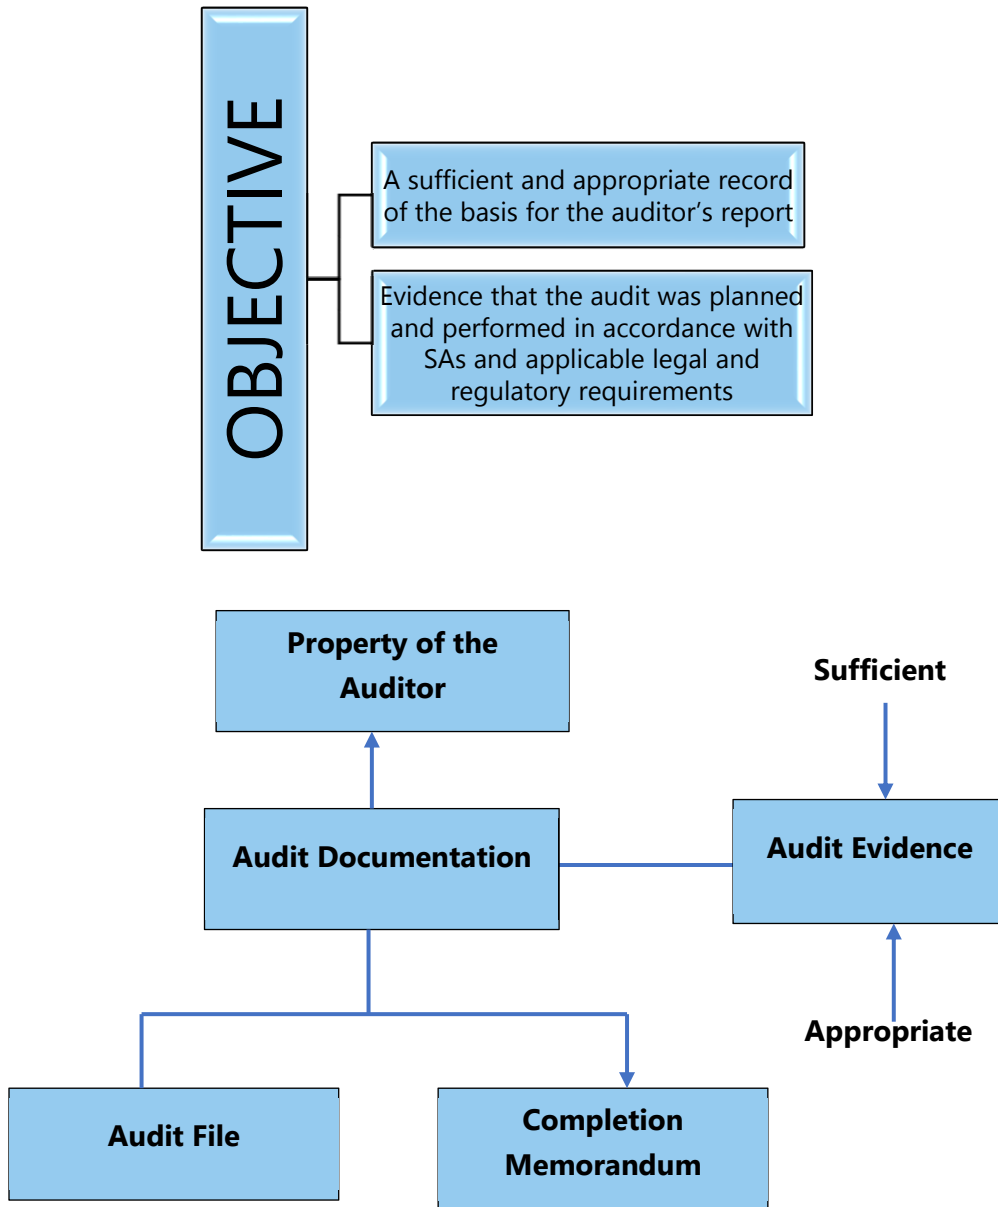 OBJECTIVE
A sufficient and appropriate record
of the basis for the auditor’s report
Evidence that the audit was planned
and performed in accordance with
SAs and applicable legal and
regulatory requirements
Property of the
Auditor
Sufficient
Audit Documentation
Audit Evidence
Appropriate
Audit File
Completion
Memorandum